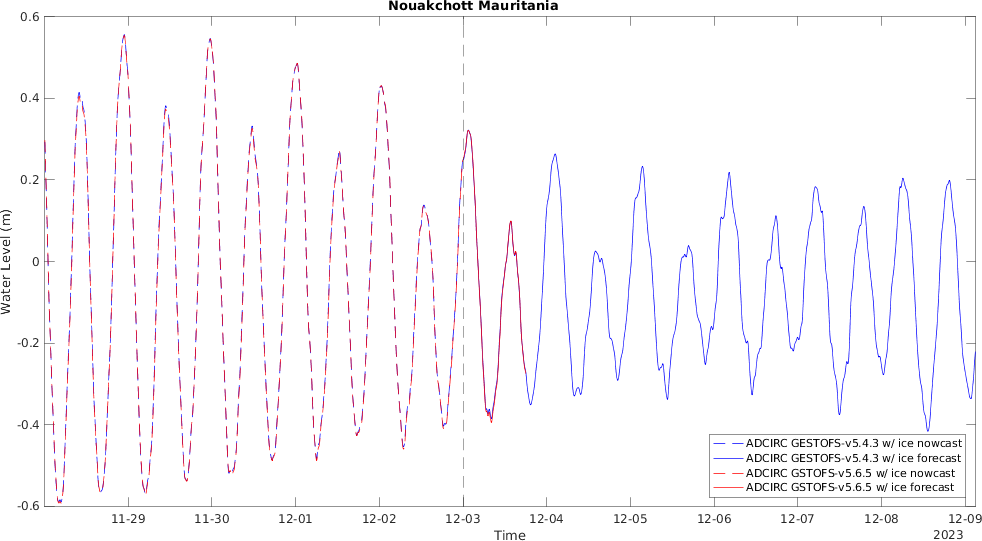 Nouakchott Mauritania
0.6
0.4
0.2
0
-0.2
-0.4
-0.6
Water Level (m)
ADCIRC GESTOFS-v5.4.3 w/ ice nowcast
ADCIRC GESTOFS-v5.4.3 w/ ice forecast
ADCIRC GSTOFS-v5.6.5 w/ ice nowcast
ADCIRC GSTOFS-v5.6.5 w/ ice forecast
11-29 11-30 12-01 12-02 12-03 12-04 12-05 12-06 12-07 12-08 12-09
2023
Time